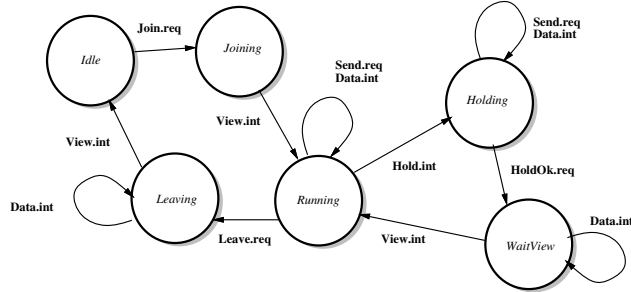 Join.req
Idle
Joining
Send.req
Data.int
Holding
Send.req
Data.int
View.int
View.int
Hold.int
HoldOk.req
Leaving
Running
Data.int
Leave.req
View.int
WaitView
Data.int